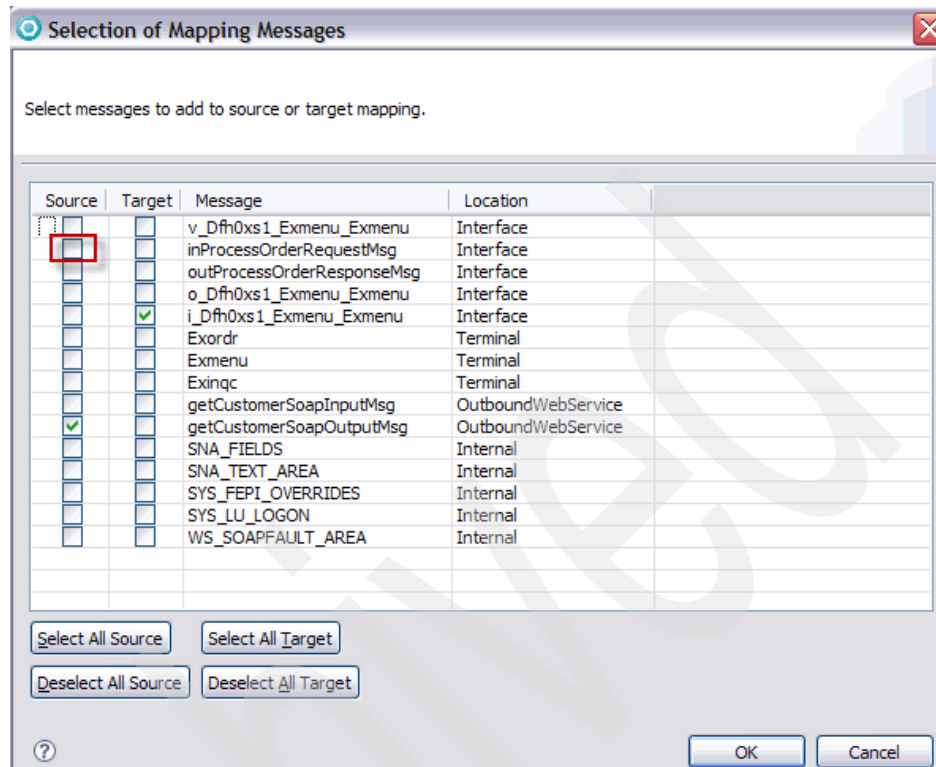 Selection of Mapping Messages
Select messages to add to source or target mapping.
Source Target Message Location
v_Dfh0xs1_Exmenu_Exmenu Interface
inProcessOrderRequestMsg Interface
outProcessOrderResponseMsg Interface
o_Dfh0xs1_Exmenu_Exmenu Interface
i_Dfh0xs1_Exmenu_Exmenu Interface
Exordr Terminal
Exmenu Terminal
Exinqc Terminal
getCustomerSoapInputMsg OutboundWebService
getCustomerSoapOutputMsg OutboundWebService
SNA_FIELDS Internal
SNA_TEXT_AREA Internal
SYS_FEPI_OVERRIDES Internal
SYS_LU_LOGON Internal
WS_SOAPFAULT_AREA Internal
Select All Source Select All Target
Deselect All Source Deselect All Target
? OK Cancel